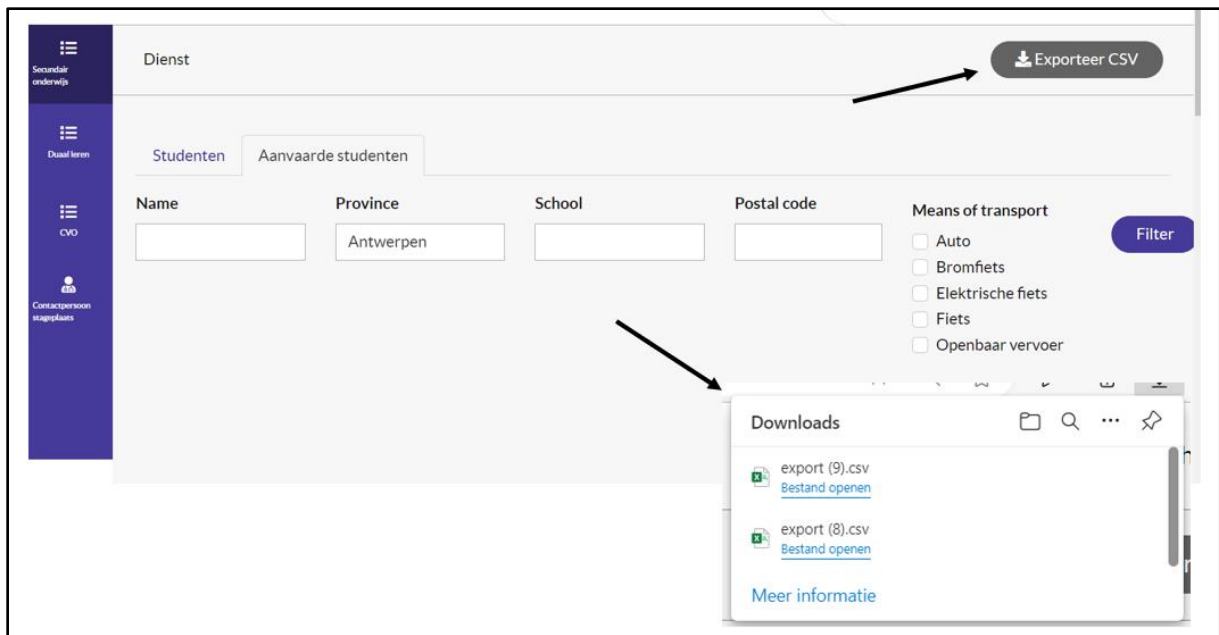 Secundair
onderwijs
Duaal leren
CVO
Contactpersoon
stageplaats
Dienst
Exporteer CSV
Studenten
Aanvaarde studenten
Name
Province
School
Postal code
Means of transport
Antwerpen
Auto
Bromfiets
Elektrische fiets
Fiets
Openbaar vervoer
Filter
Downloads
export (9).csv
Bestand openen
export (8).csv
Bestand openen
Meer informatie